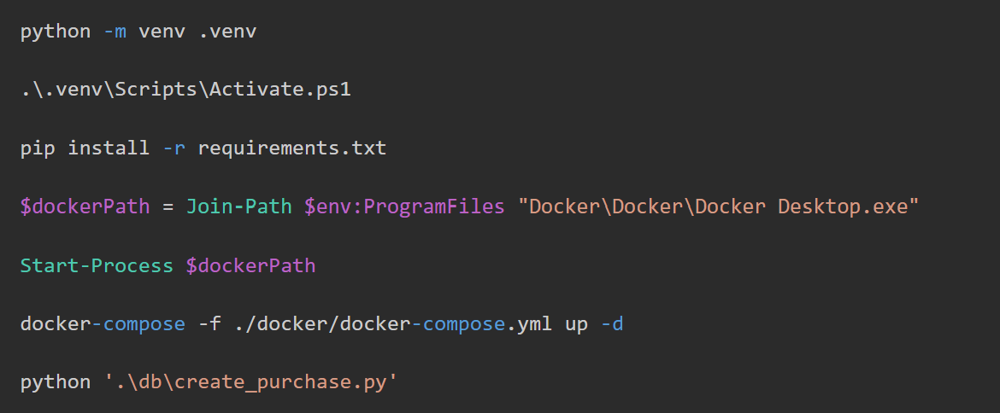 python -m venv .venv
.\.venv\Scripts\Activate.ps1
pip install -r requirements.txt
$dockerPath = Join-Path $env:ProgramFiles "Docker\Docker\Docker Desktop.exe"
Start-Process $dockerPath
docker-compose -f ./docker/docker-compose.yml up -d
python '.\db\create_purchase.py'